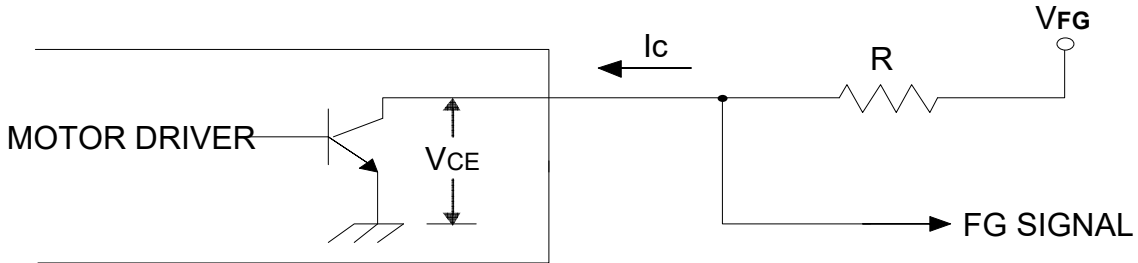 VFG
Ic
R
MOTOR DRIVER
VCE
FG SIGNAL